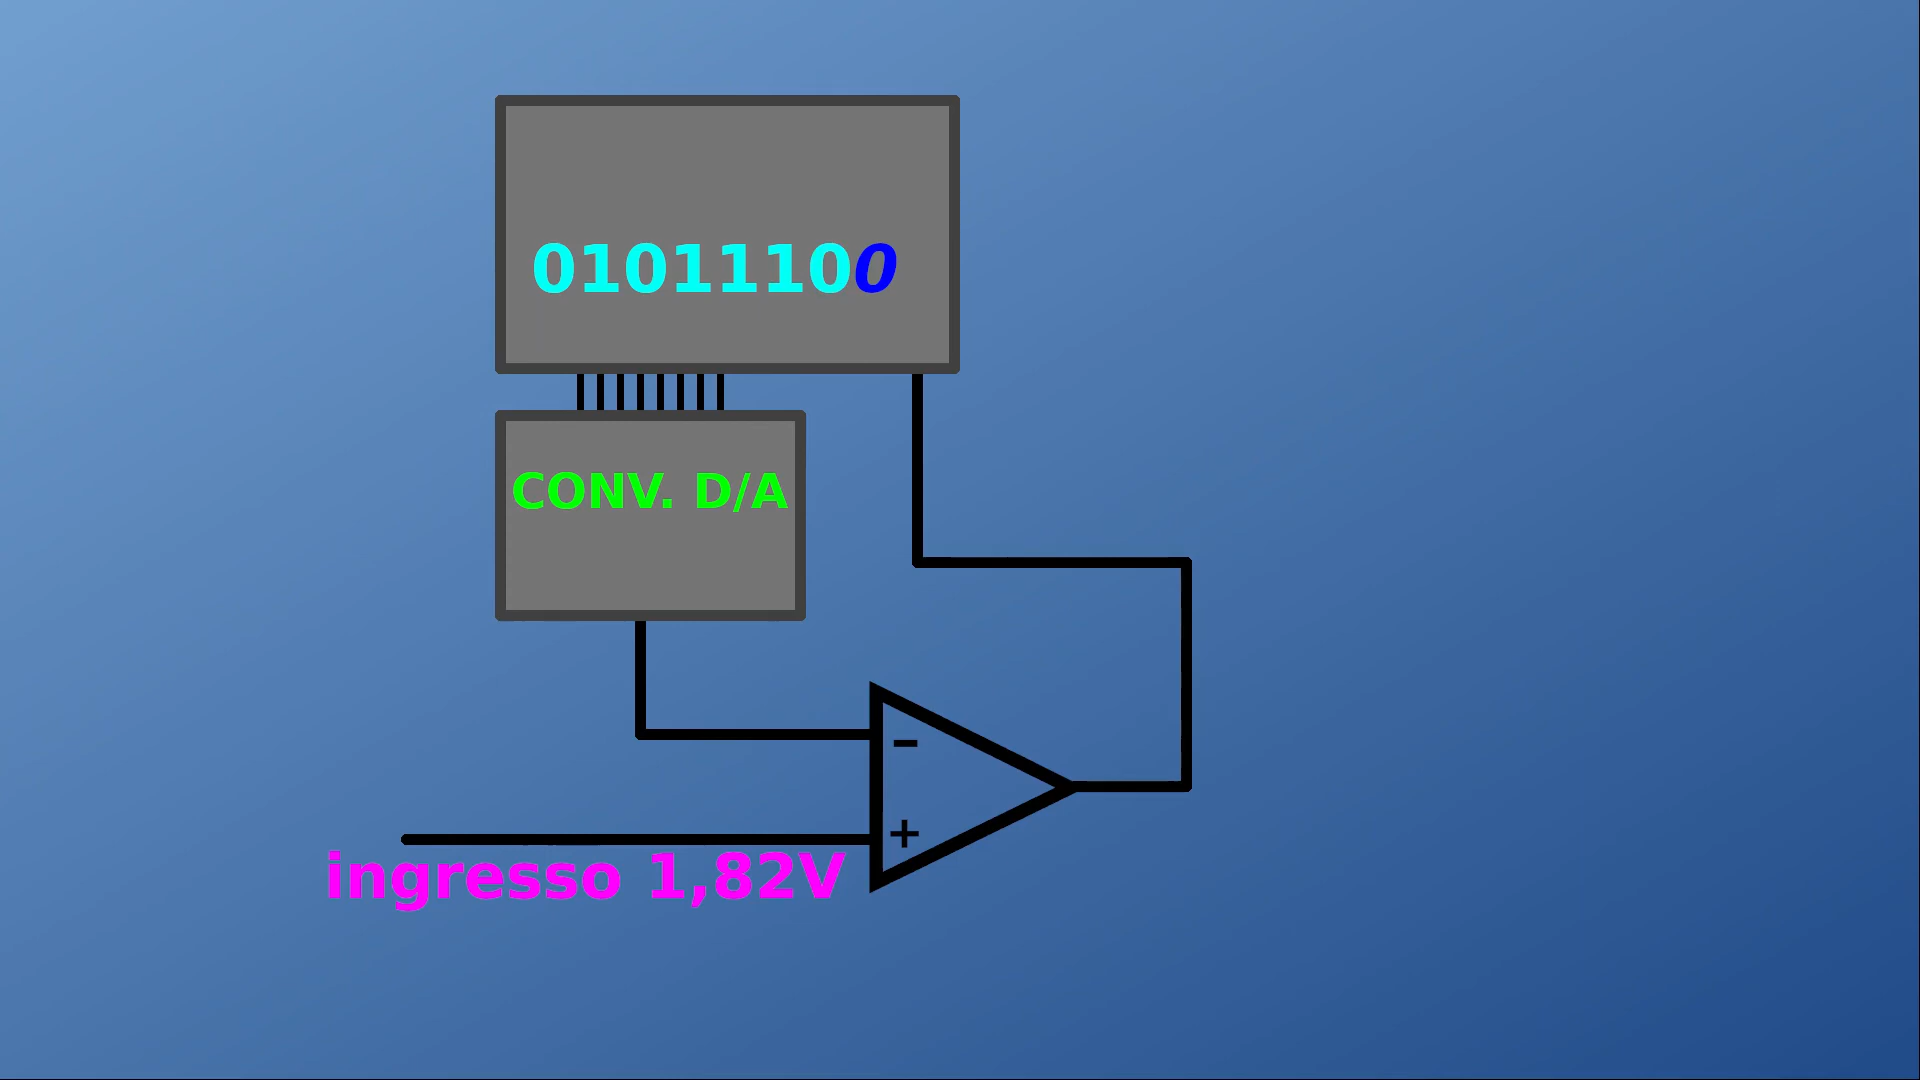 01011100
CONV. D/A
−
+
ingresso 1,82V